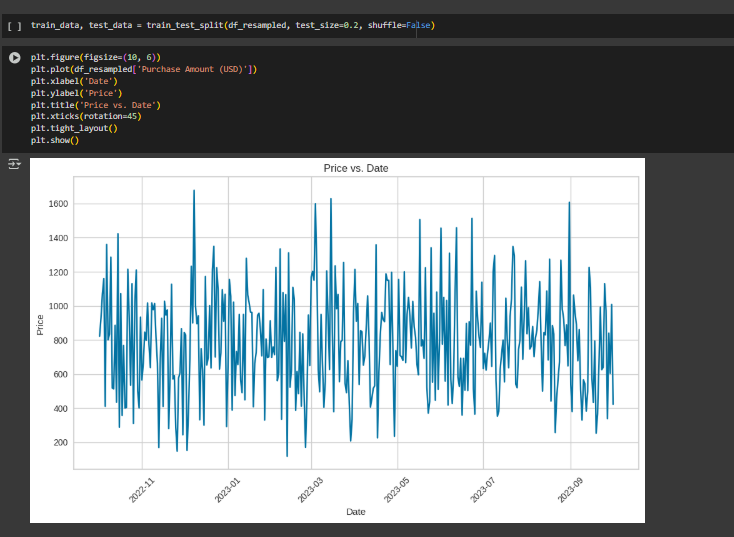 [ ] train_data, test_data = train_test_split(df_resampled, test_size=0.2, shuffle=False)
plt.figure(figsize=(10, 6))
plt.plot(df_resampled['Purchase Amount (USD)'])
plt.xlabel('Date')
plt.ylabel('Price')
plt.title('Price vs. Date')
plt.xticks(rotation=45)
plt.tight_layout()
plt.show()
Price vs. Date
1600
1400
1200
1000
800
600
400
200
Price
2022-11
2023-01
2023-03
2023-05
2023-07
2023-09
Date